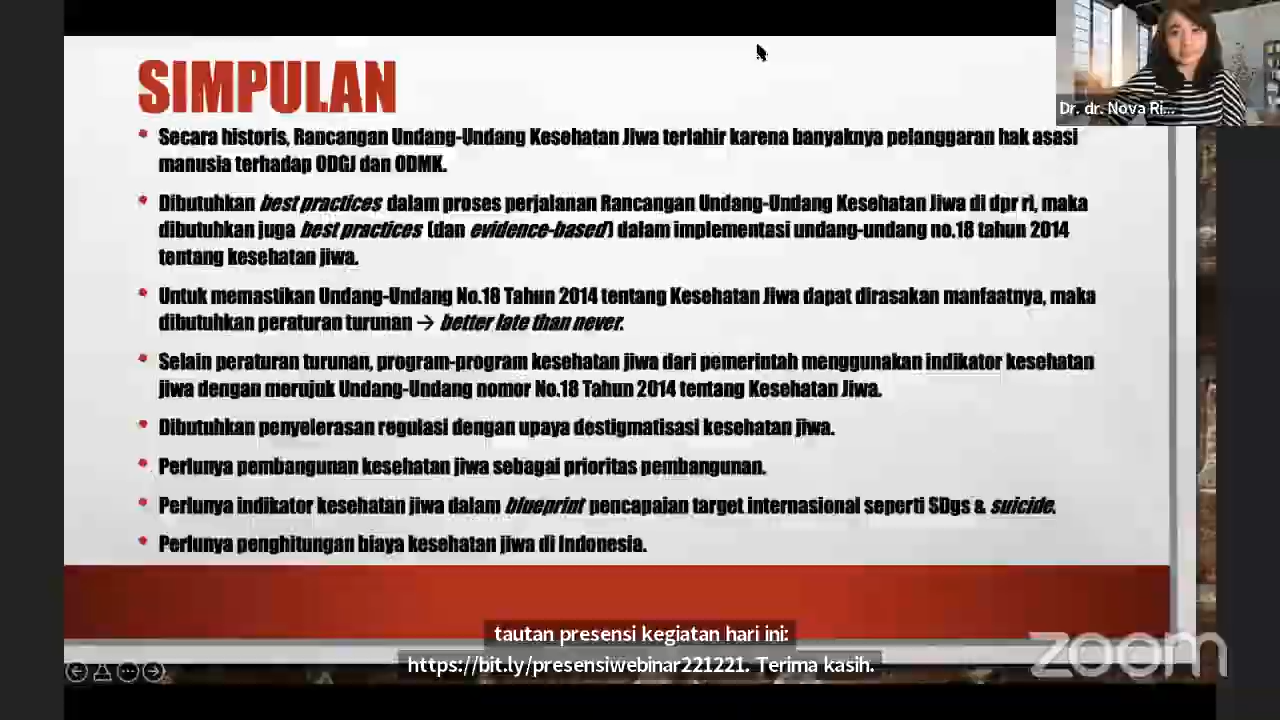 SIMPULAN
Secara historis, Rancangan Undang-Undang Kesehatan Jiwa terlahir karena banyaknya pelanggaran hak asasi
manusia terhadap ODGJ dan ODMK.
Dibutuhkan best practices dalam proses perjalanan Rancangan Undang-Undang Kesehatan Jiwa di dpr ri, maka
dibutuhkan juga best practices (dan evidence-based) dalam implementasi undang-undang no.18 tahun 2014
tentang kesehatan jiwa.
Untuk memastikan Undang-Undang No.18 Tahun 2014 tentang Kesehatan Jiwa dapat dirasakan manfaatnya, maka
dibutuhkan peraturan turunan → better late than never.
Selain peraturan turunan, program-program kesehatan jiwa dari pemerintah menggunakan indikator kesehatan
jiwa dengan merujuk Undang-Undang nomor No.18 Tahun 2014 tentang Kesehatan Jiwa.
Dibutuhkan penyelerasan regulasi dengan upaya destigmatisasi kesehatan jiwa.
Perlunya pembangunan kesehatan jiwa sebagai prioritas pembangunan.
Perlunya indikator kesehatan jiwa dalam blueprint pencapaian target internasional seperti SDgs & suicide.
Perlunya penghitungan biaya kesehatan jiwa di Indonesia.
Dr. dr. Nova Ri...
tautan presensi kegiatan hari ini:
https://bit.ly/presensiwebinar221221. Terima kasih.
zoom